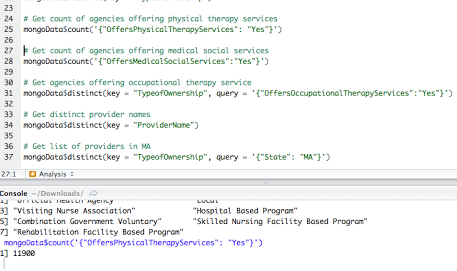 23
24 # Get count of agencies offering physical therapy services
25 mongoData$count('{"OffersPhysicalTherapyServices": "Yes"}')
26
27 # Get count of agencies offering medical social services
28 mongoData$count('{"OffersMedicalSocialServices":"Yes"}')
29
30 # Get agencies offering occupational therapy service
31 mongoData$distinct(key = "TypeofOwnership", query = '{"OffersOccupationalTherapyServices":"Yes"}')
32
33 # Get distinct provider names
34 mongoData$distinct(key = "ProviderName")
35
36 # Get list of providers in MA
37 mongoData$distinct(key = "TypeofOwnership", query = '{"State": "MA"}')
27:1 Analysis
Console ~/Downloads/
1] "Official Health Agency" "Local"
3] "Visiting Nurse Association" "Hospital Based Program"
5] "Combination Government Voluntary" "Skilled Nursing Facility Based Program"
7] "Rehabilitation Facility Based Program"
mongoData$count('{"OffersPhysicalTherapyServices": "Yes"}')
1] 11900